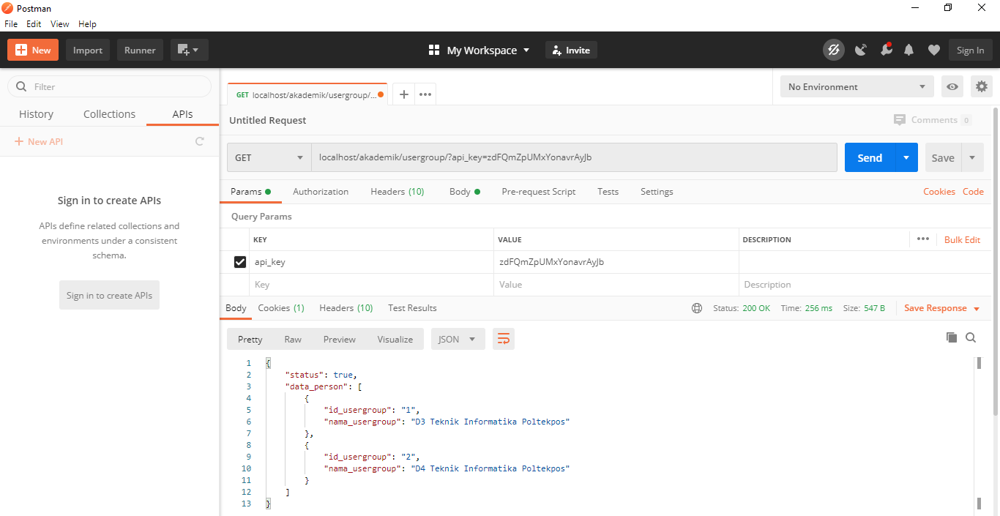 Postman
File Edit View Help
New Import Runner My Workspace Invite Sign In
Filter
History Collections APIs
New API
Sign in to create APIs
APIs define related collections and
environments under a consistent
schema.
Sign in to create APIs
GET localhost/akademik/usergroup/...
No Environment
Untitled Request
Comments 0
GET localhost/akademik/usergroup/?api_key=zdFQmZpUMxYonavrAyJb Send Save
Params Authorization Headers (10) Body Pre-request Script Tests Settings Cookies Code
Query Params
KEY VALUE DESCRIPTION Bulk Edit
api_key zdFQmZpUMxYonavrAyJb
Key Value Description
Body Cookies (1) Headers (10) Test Results Status: 200 OK Time: 256 ms Size: 547 B Save Response
Pretty Raw Preview Visualize JSON
1 {
2 "status": true,
3 "data_person": [
4 {
5 "id_usergroup": "1",
6 "nama_usergroup": "D3 Teknik Informatika Poltekpos"
7 },
8 {
9 "id_usergroup": "2",
10 "nama_usergroup": "D4 Teknik Informatika Poltekpos"
11 }
12 ]
13 }